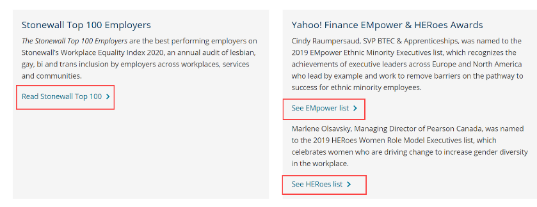 Stonewall Top 100 Employers
The Stonewall Top 100 Employers are the best performing employers on
Stonewall's Workplace Equality Index 2020, an annual audit of lesbian,
gay, bi and trans inclusion by employers across workplaces, services
and communities.
Read Stonewall Top 100 >
Yahoo! Finance EMpower & HERoes Awards
Cindy Raumpersaud, SVP BTEC & Apprenticeships, was named to the
2019 EMpower Ethnic Minority Executives list, which recognizes the
achievements of executive leaders across Europe and North America
who lead by example and work to remove barriers on the pathway to
success for ethnic minority employees.
See EMpower list >
Marlene Olsavsky, Managing Director of Pearson Canada, was named
to the 2019 HERoes Women Role Model Executives list, which
celebrates women who are driving change to increase gender diversity
in the workplace.
See HERoes list >